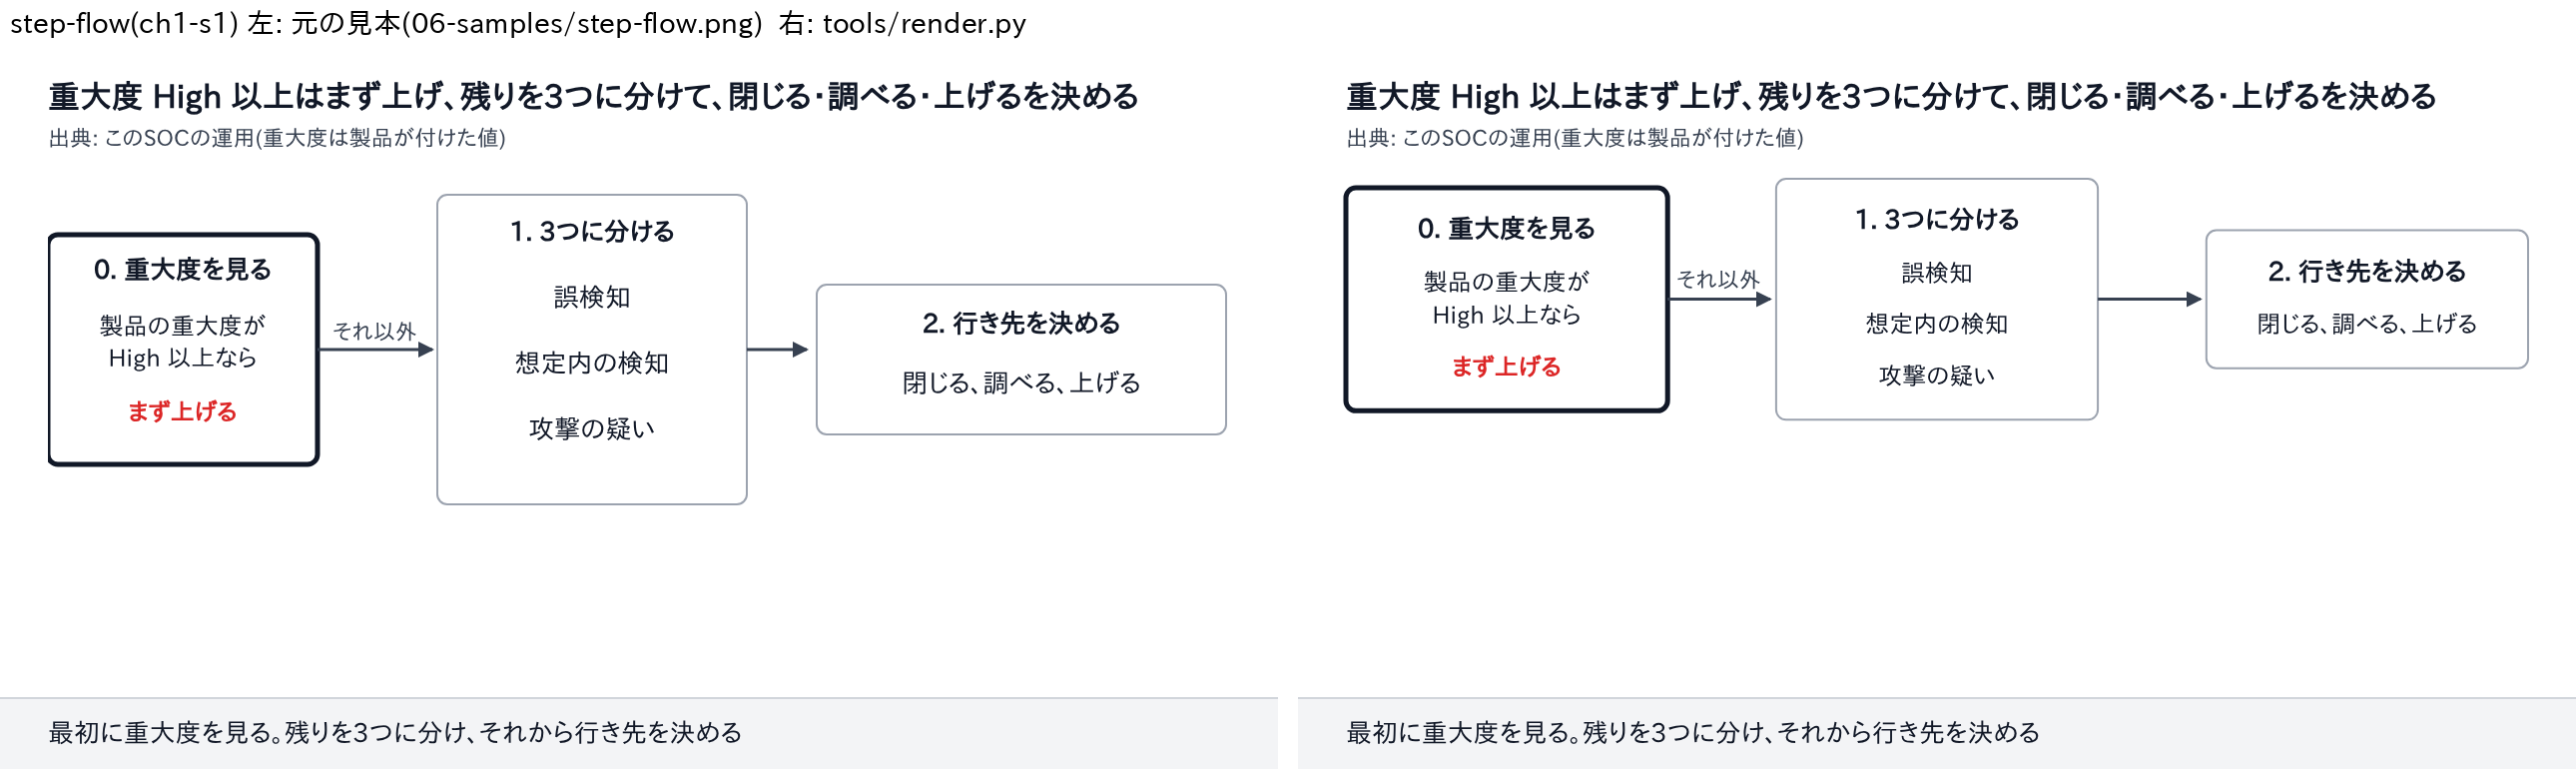 step-flow(ch1-s1) 左: 元の見本(06-samples/step-flow.png)  右: tools/render.py
重大度 High 以上はまず上げ、残りを3つに分けて、閉じる・調べる・上げるを決める
出典: このSOCの運用(重大度は製品が付けた値)
0. 重大度を見る
製品の重大度が
High 以上なら
まず上げる
それ以外
1. 3つに分ける
誤検知
想定内の検知
攻撃の疑い
2. 行き先を決める
閉じる、調べる、上げる
最初に重大度を見る。残りを3つに分け、それから行き先を決める
重大度 High 以上はまず上げ、残りを3つに分けて、閉じる・調べる・上げるを決める
出典: このSOCの運用(重大度は製品が付けた値)
0. 重大度を見る
製品の重大度が
High 以上なら
まず上げる
それ以外
1. 3つに分ける
誤検知
想定内の検知
攻撃の疑い
2. 行き先を決める
閉じる、調べる、上げる
最初に重大度を見る。残りを3つに分け、それから行き先を決める